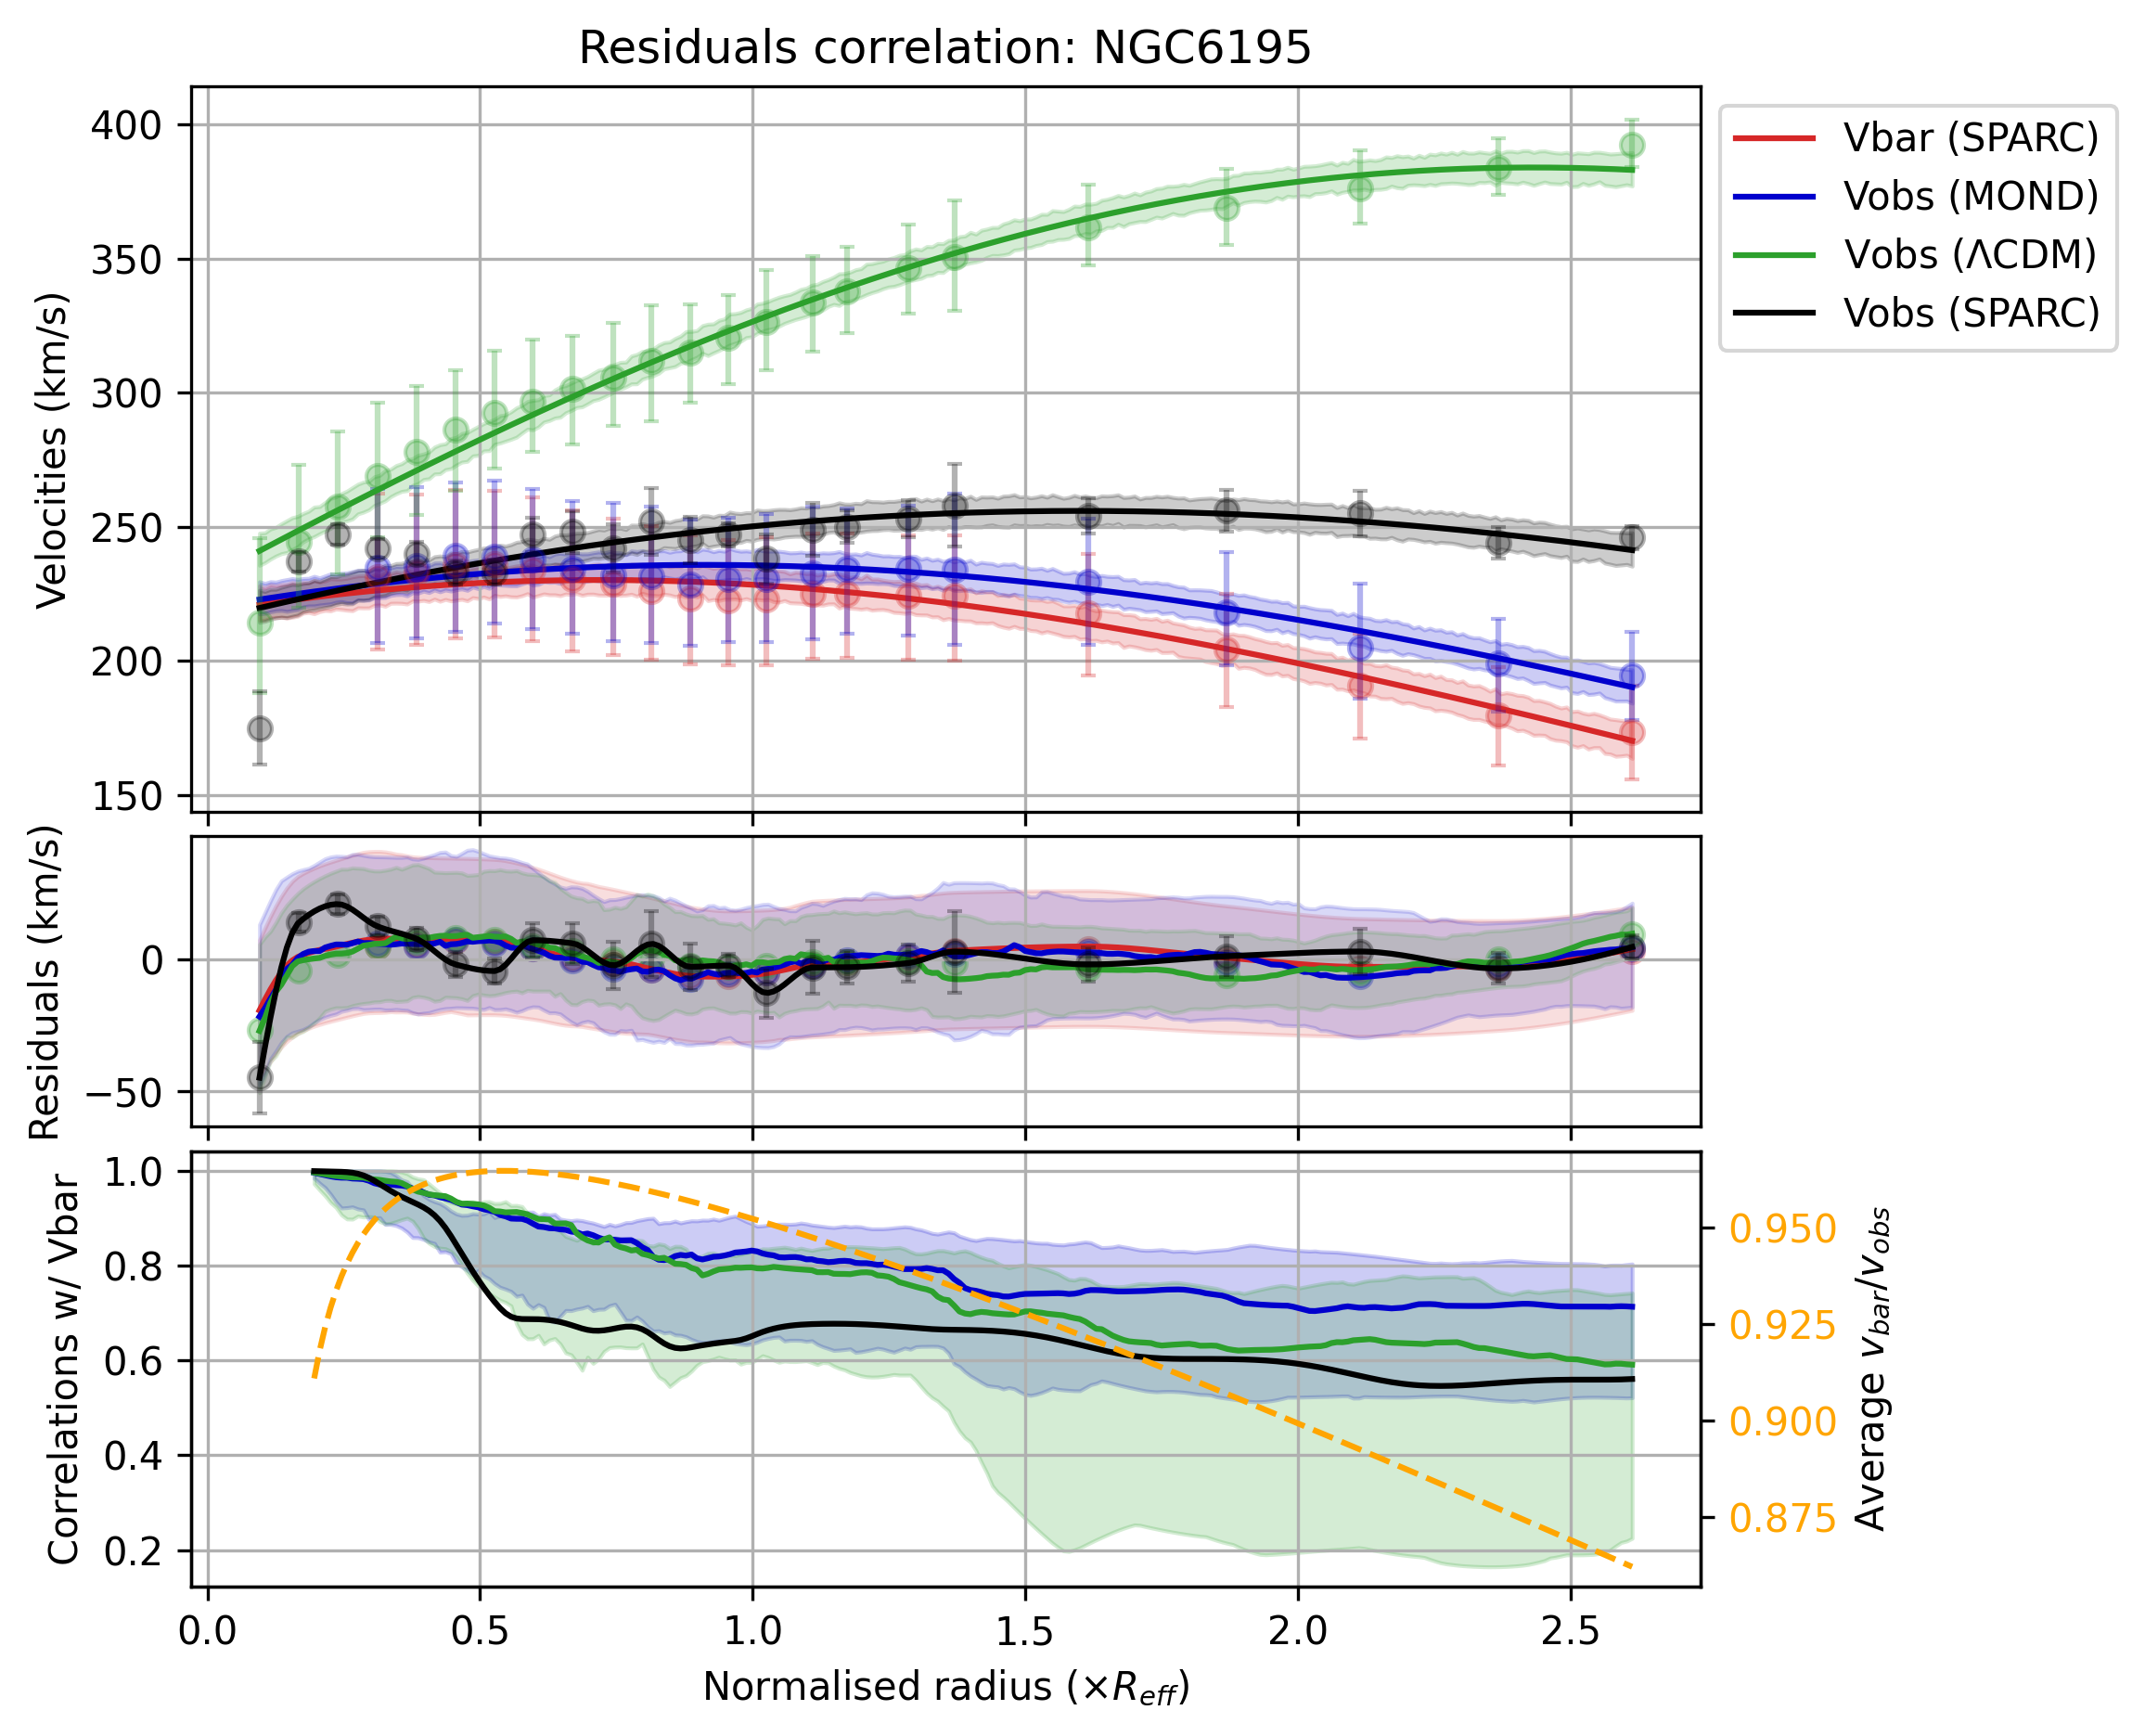 Residuals correlation: NGC6195
Velocities (km/s)
400
350
300
250
200
150
Vbar (SPARC)
Vobs (MOND)
Vobs (ΛCDM)
Vobs (SPARC)
Residuals (km/s)
0
−50
Correlations w/ Vbar
1.0
0.8
0.6
0.4
0.2
0.950
0.925
0.900
0.875
Average v_bar/v_obs
0.0 0.5 1.0 1.5 2.0 2.5
Normalised radius (×R_eff)